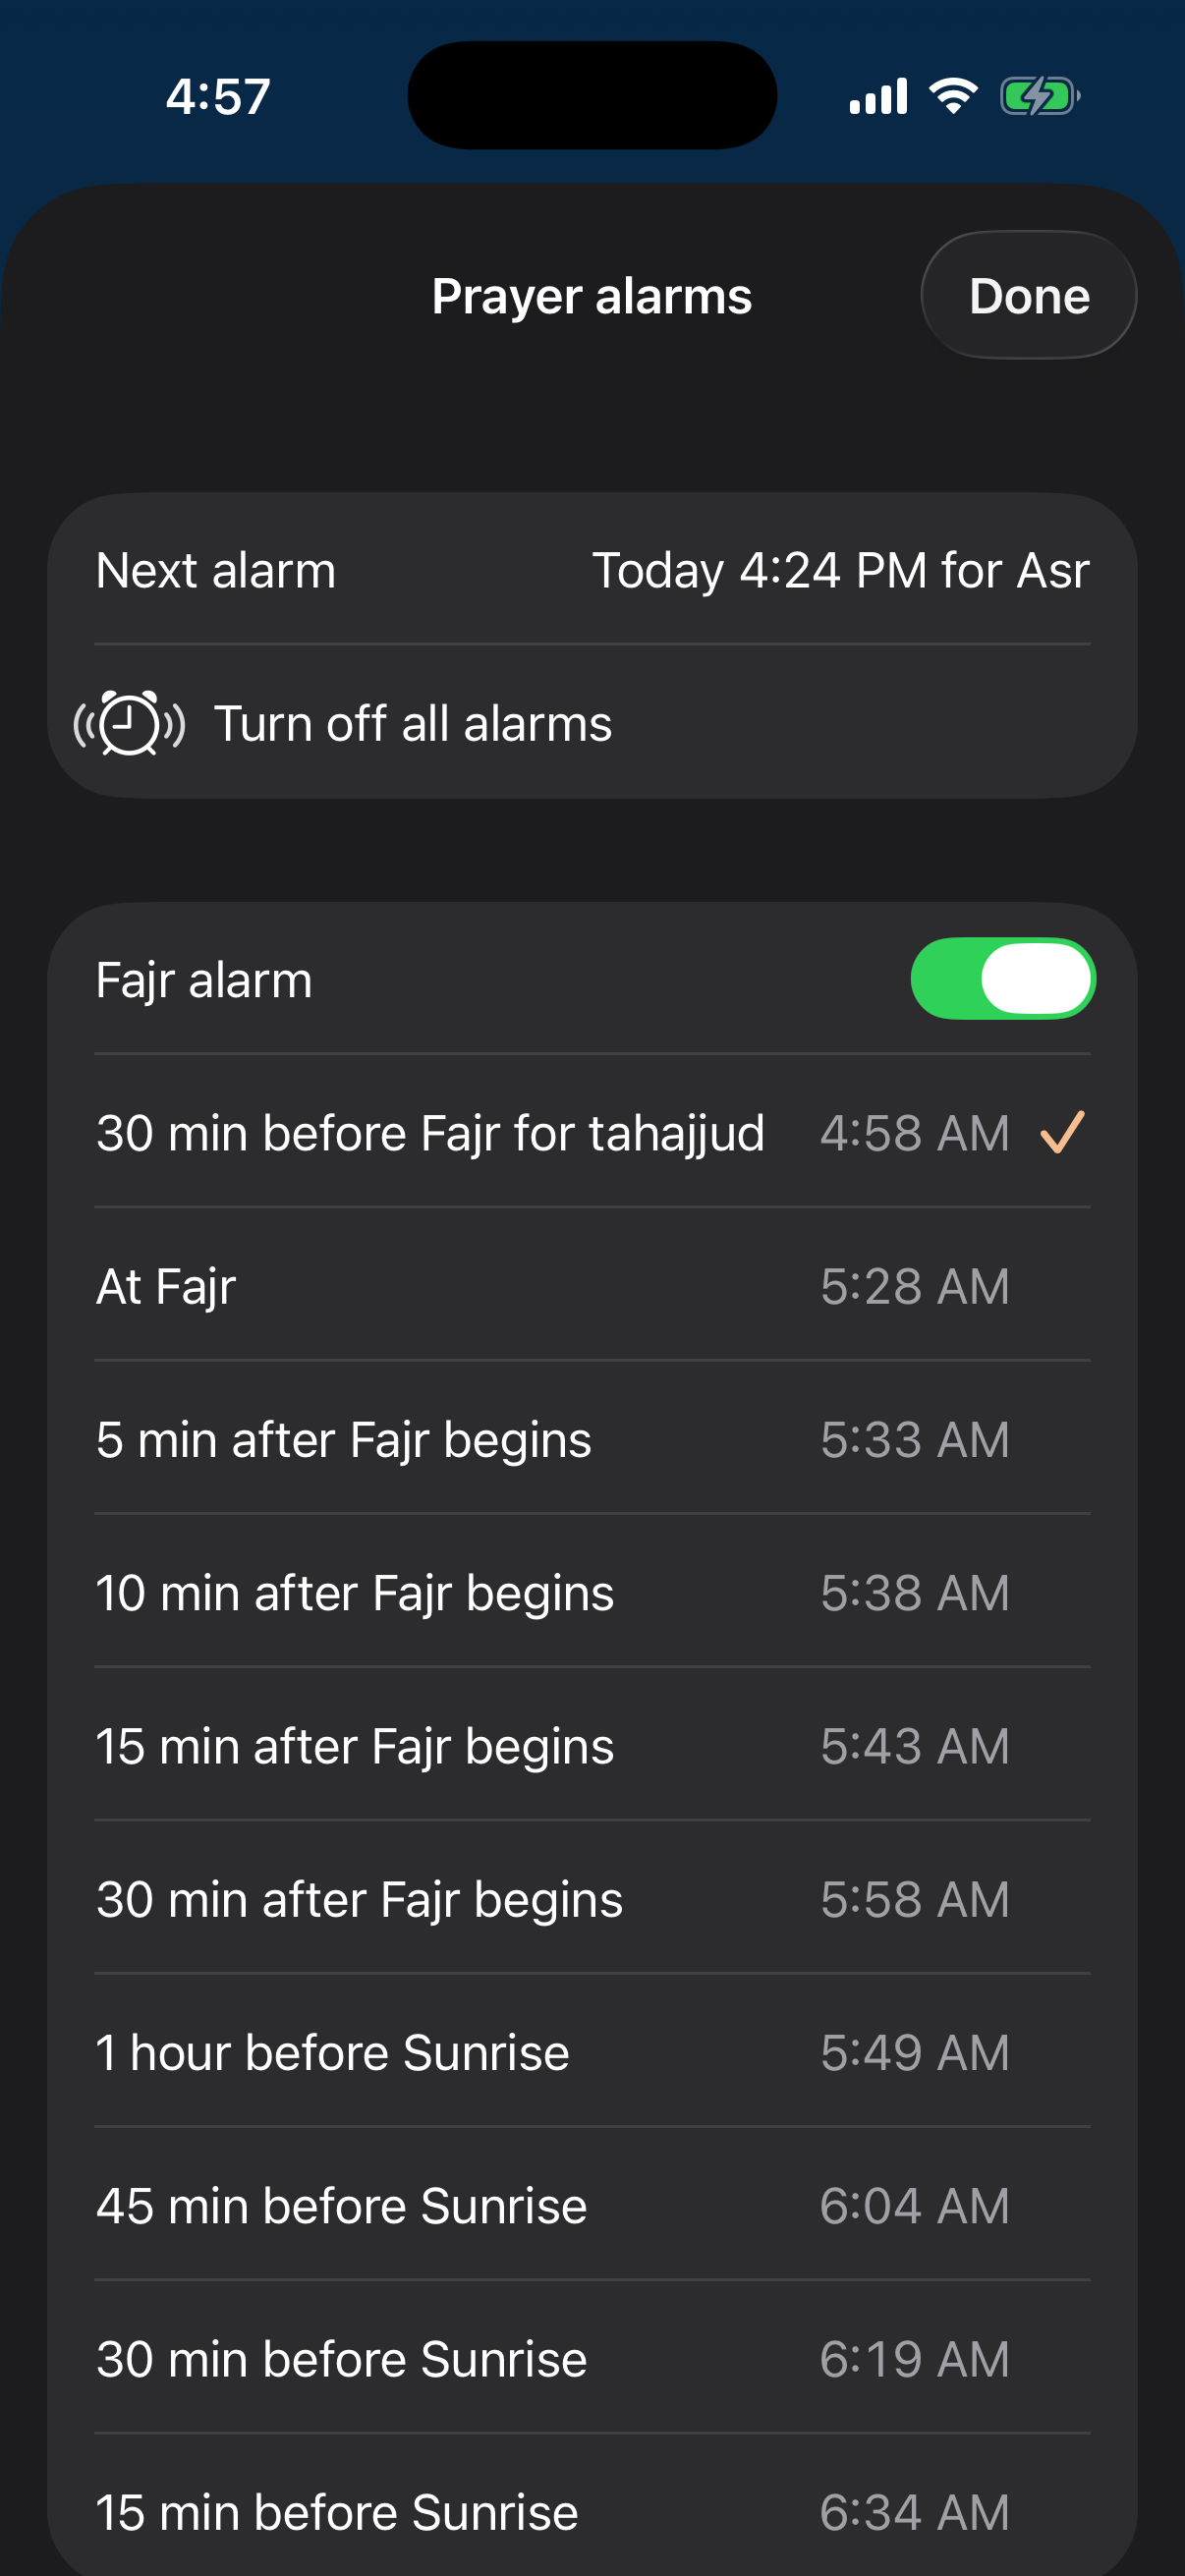 4:57
Prayer alarms
Done
Next alarm Today 4:24 PM for Asr
Turn off all alarms
Fajr alarm
30 min before Fajr for tahajjud 4:58 AM
At Fajr 5:28 AM
5 min after Fajr begins 5:33 AM
10 min after Fajr begins 5:38 AM
15 min after Fajr begins 5:43 AM
30 min after Fajr begins 5:58 AM
1 hour before Sunrise 5:49 AM
45 min before Sunrise 6:04 AM
30 min before Sunrise 6:19 AM
15 min before Sunrise 6:34 AM